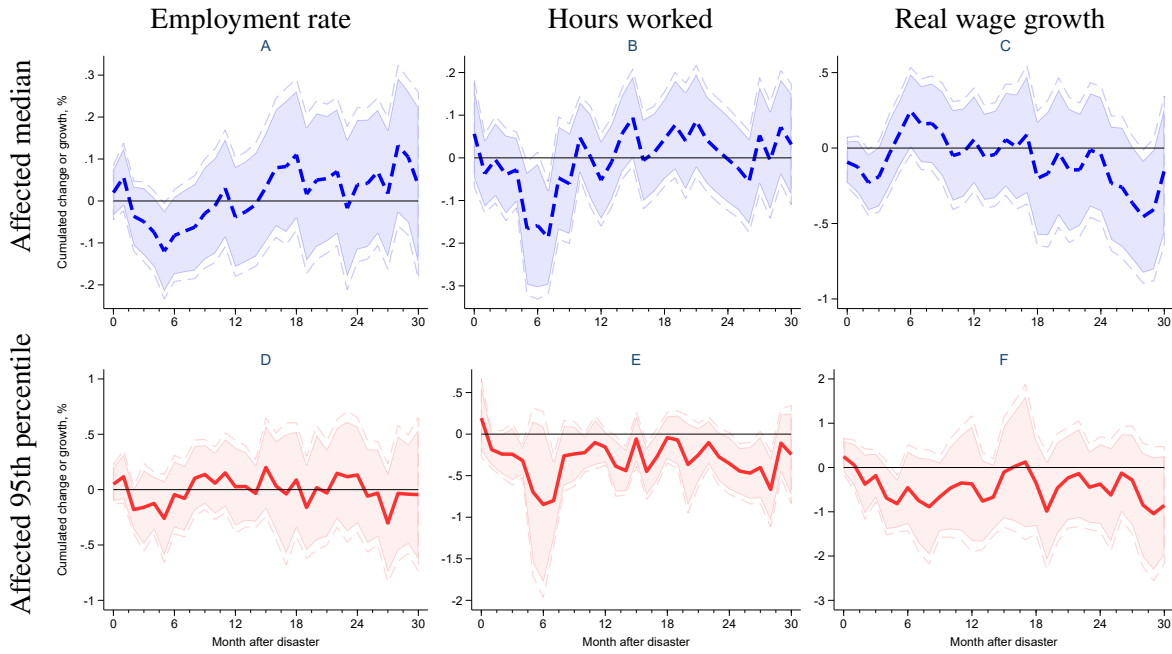 Employment rate
Hours worked
Real wage growth
Affected median
A
Cumulated change or growth, %
.3
.2
.1
0
-.1
-.2
0 6 12 18 24 30
B
.2
.1
0
-.1
-.2
-.3
0 6 12 18 24 30
C
.5
0
-.5
-1
0 6 12 18 24 30
Affected 95th percentile
D
Cumulated change or growth, %
1
.5
0
-.5
-1
0 6 12 18 24 30
Month after disaster
E
.5
0
-.5
-1
-1.5
-2
0 6 12 18 24 30
Month after disaster
F
2
1
0
-1
-2
-3
0 6 12 18 24 30
Month after disaster